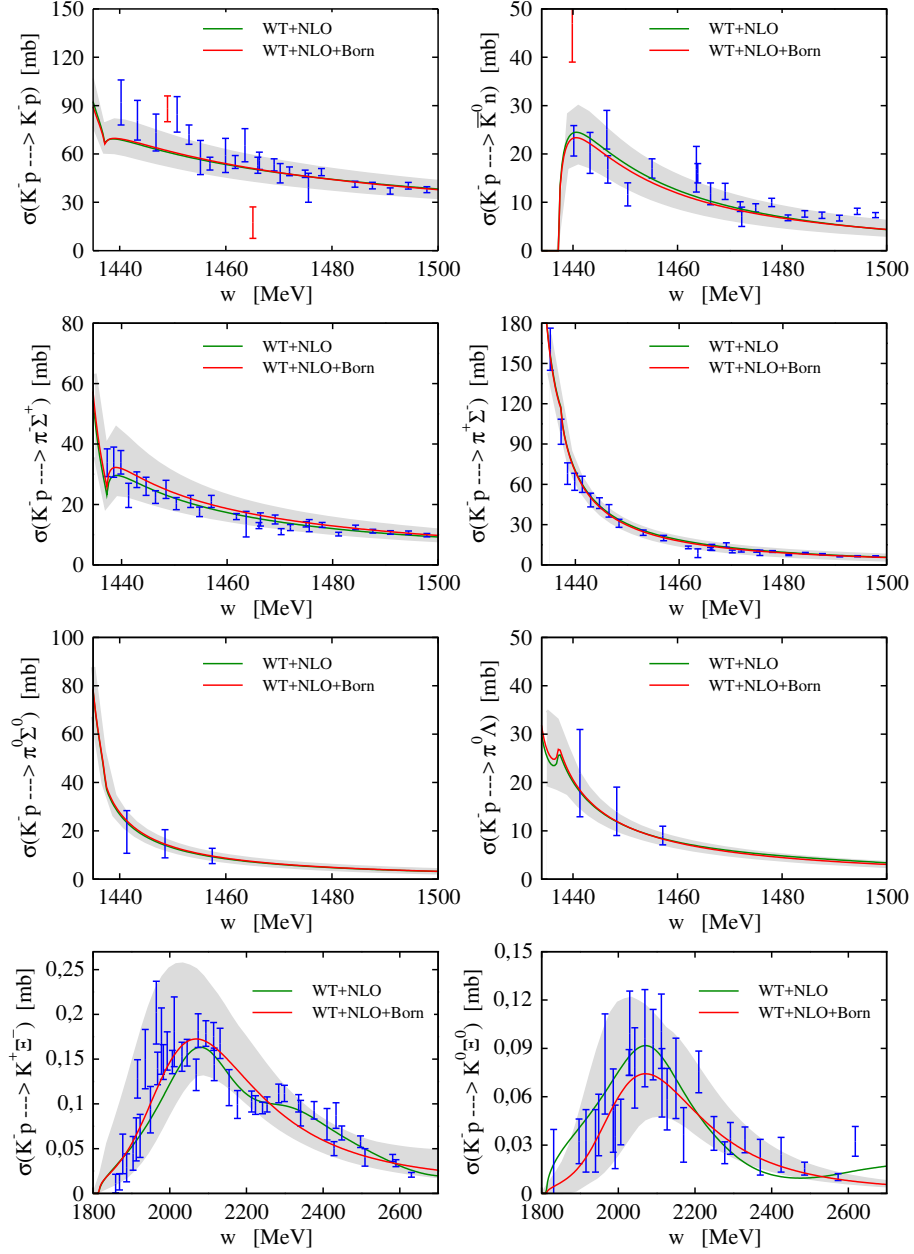 σ(K⁻p ---> K⁻p) [mb]
150
120
90
60
30
0
WT+NLO
WT+NLO+Born
1440 1460 1480 1500
w [MeV]
σ(K⁻p ---> K̅⁰n) [mb]
50
40
30
20
10
0
WT+NLO
WT+NLO+Born
1440 1460 1480 1500
w [MeV]
σ(K⁻p ---> π⁻Σ⁺) [mb]
80
60
40
20
0
WT+NLO
WT+NLO+Born
1440 1460 1480 1500
w [MeV]
σ(K⁻p ---> π⁺Σ⁻) [mb]
180
150
120
90
60
30
0
WT+NLO
WT+NLO+Born
1440 1460 1480 1500
w [MeV]
σ(K⁻p ---> π⁰Σ⁰) [mb]
100
80
60
40
20
0
WT+NLO
WT+NLO+Born
1440 1460 1480 1500
w [MeV]
σ(K⁻p ---> π⁰Λ) [mb]
50
40
30
20
10
0
WT+NLO
WT+NLO+Born
1440 1460 1480 1500
w [MeV]
σ(K⁻p ---> K⁺Ξ⁻) [mb]
0,25
0,2
0,15
0,1
0,05
0
WT+NLO
WT+NLO+Born
1800 2000 2200 2400 2600
w [MeV]
σ(K⁻p ---> K⁰Ξ⁰) [mb]
0,15
0,12
0,09
0,06
0,03
0
WT+NLO
WT+NLO+Born
1800 2000 2200 2400 2600
w [MeV]